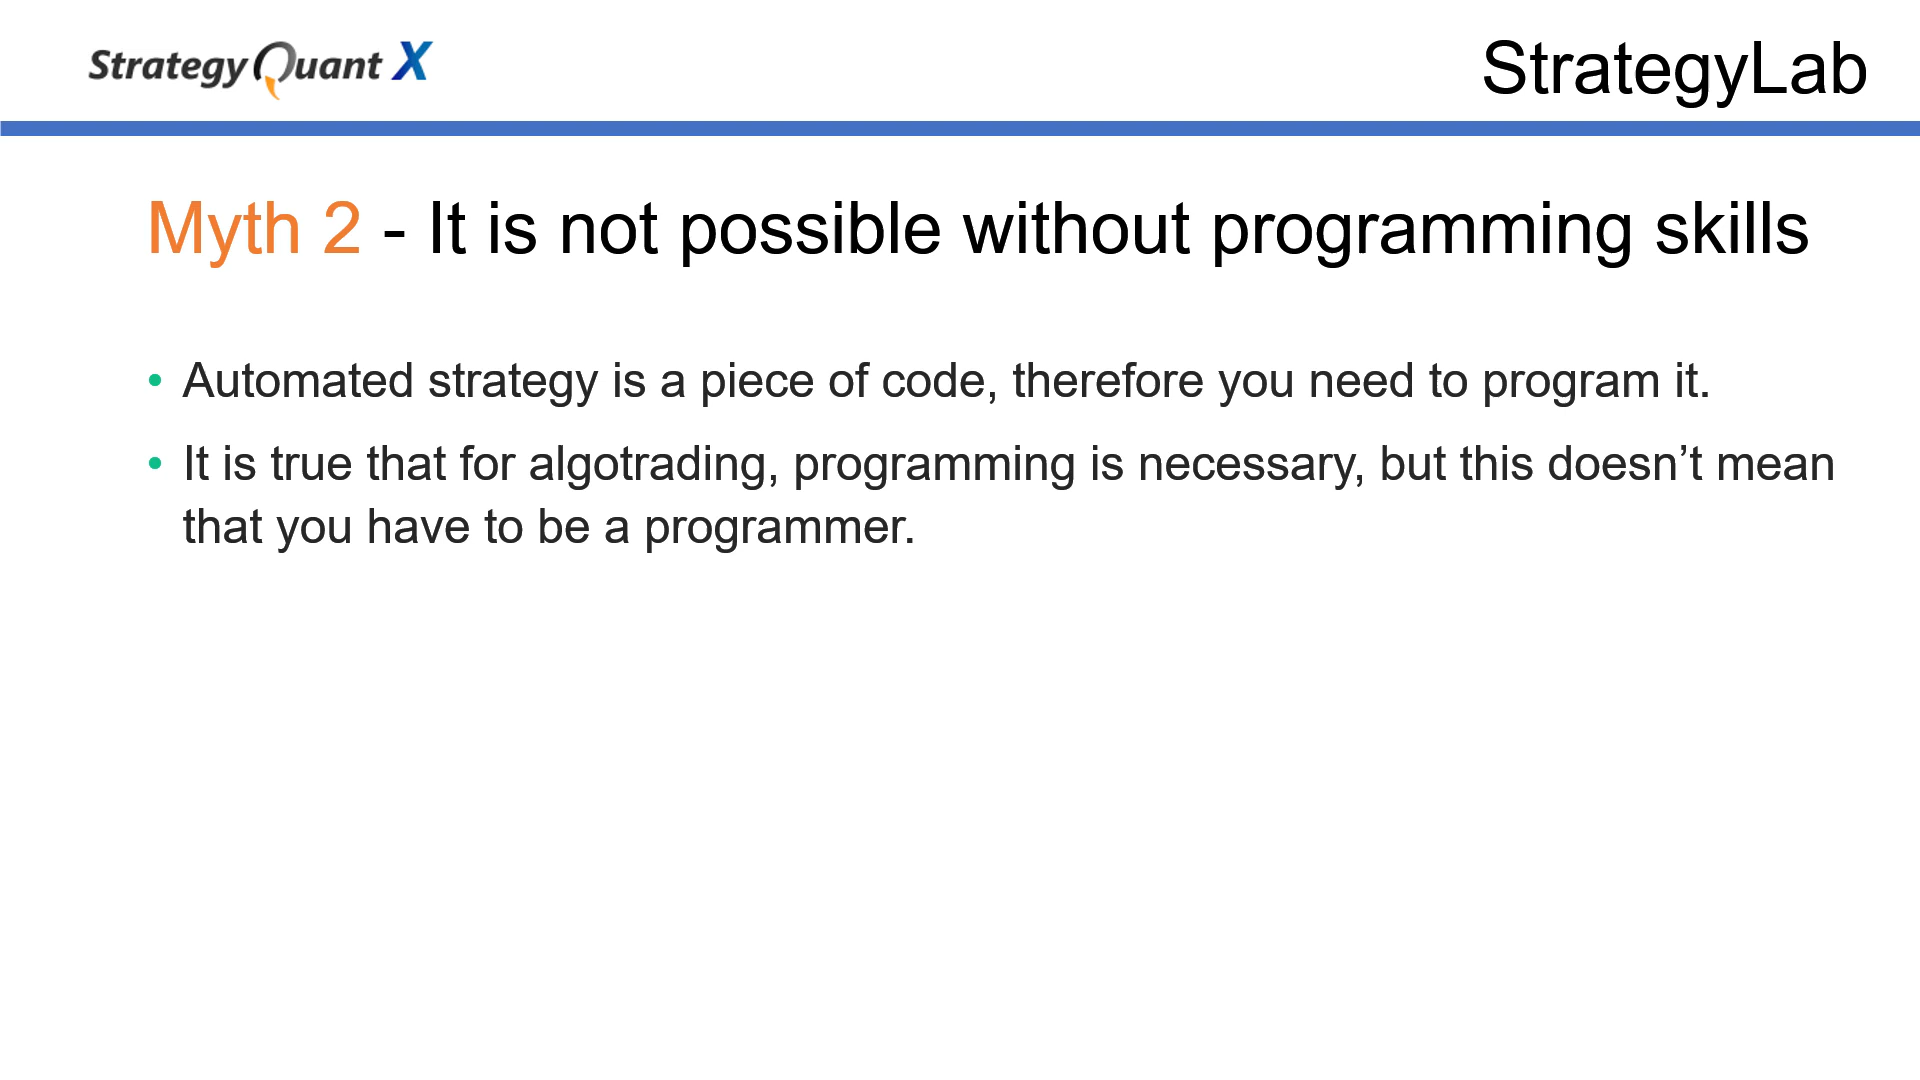 StrategyQuant X
StrategyLab
Myth 2 - It is not possible without programming skills
• Automated strategy is a piece of code, therefore you need to program it.
• It is true that for algotrading, programming is necessary, but this doesn’t mean
that you have to be a programmer.